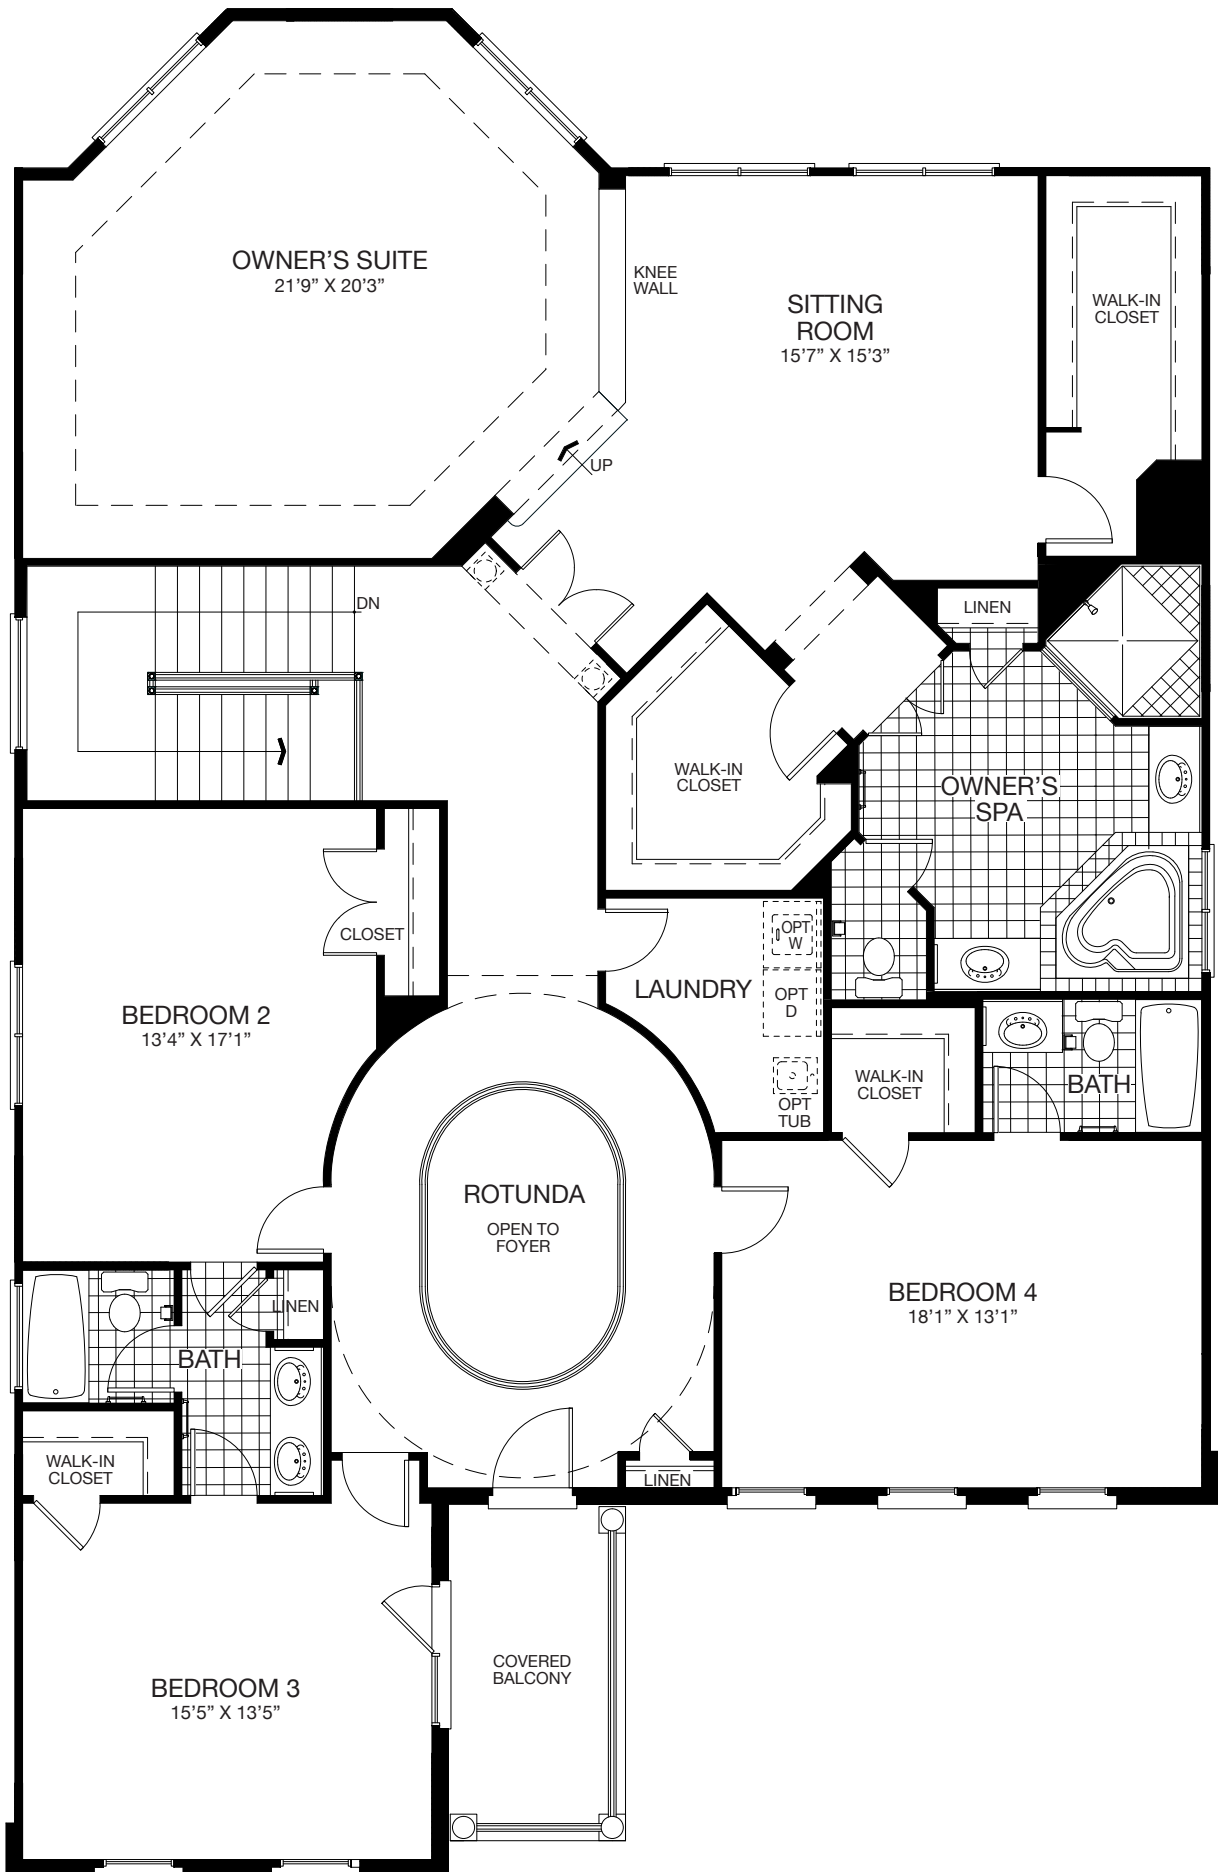 OWNER’S SUITE
21’9” X 20’3”
KNEE
WALL
SITTING
ROOM
15’7” X 15’3”
WALK-IN
CLOSET
UP
DN
LINEN
WALK-IN
CLOSET
OWNER’S
SPA
CLOSET
OPT
W
LAUNDRY
OPT
D
BEDROOM 2
13’4” X 17’1”
WALK-IN
CLOSET
BATH
OPT
TUB
ROTUNDA
OPEN TO
FOYER
BEDROOM 4
18’1” X 13’1”
LINEN
BATH
WALK-IN
CLOSET
LINEN
COVERED
BALCONY
BEDROOM 3
15’5” X 13’5”